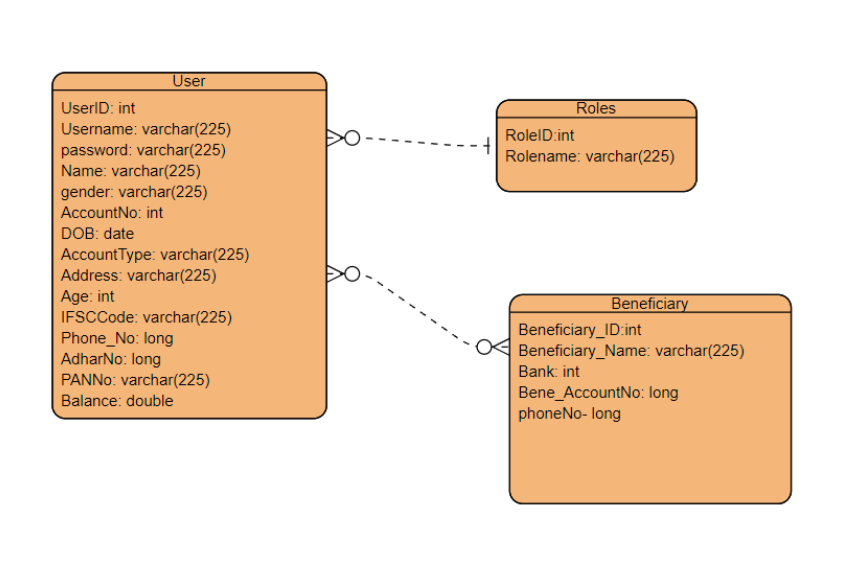 User
UserID: int
Username: varchar(225)
password: varchar(225)
Name: varchar(225)
gender: varchar(225)
AccountNo: int
DOB: date
AccountType: varchar(225)
Address: varchar(225)
Age: int
IFSCCode: varchar(225)
Phone_No: long
AdharNo: long
PANNo: varchar(225)
Balance: double
Roles
RoleID:int
Rolename: varchar(225)
Beneficiary
Beneficiary_ID:int
Beneficiary_Name: varchar(225)
Bank: int
Bene_AccountNo: long
phoneNo- long